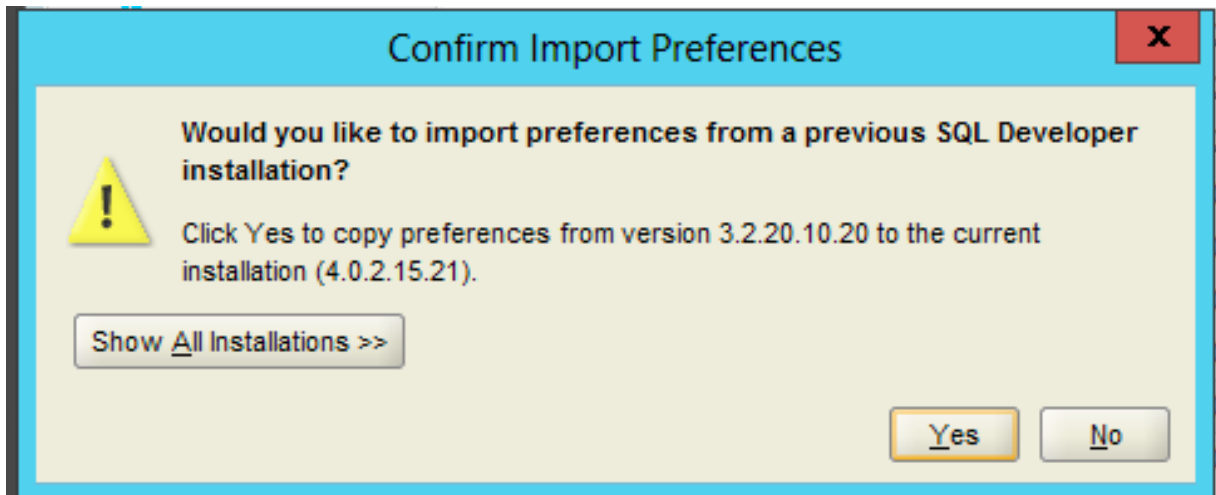 Confirm Import Preferences
x
Would you like to import preferences from a previous SQL Developer
installation?
!
Click Yes to copy preferences from version 3.2.20.10.20 to the current
installation (4.0.2.15.21).
Show All Installations >>
Yes No